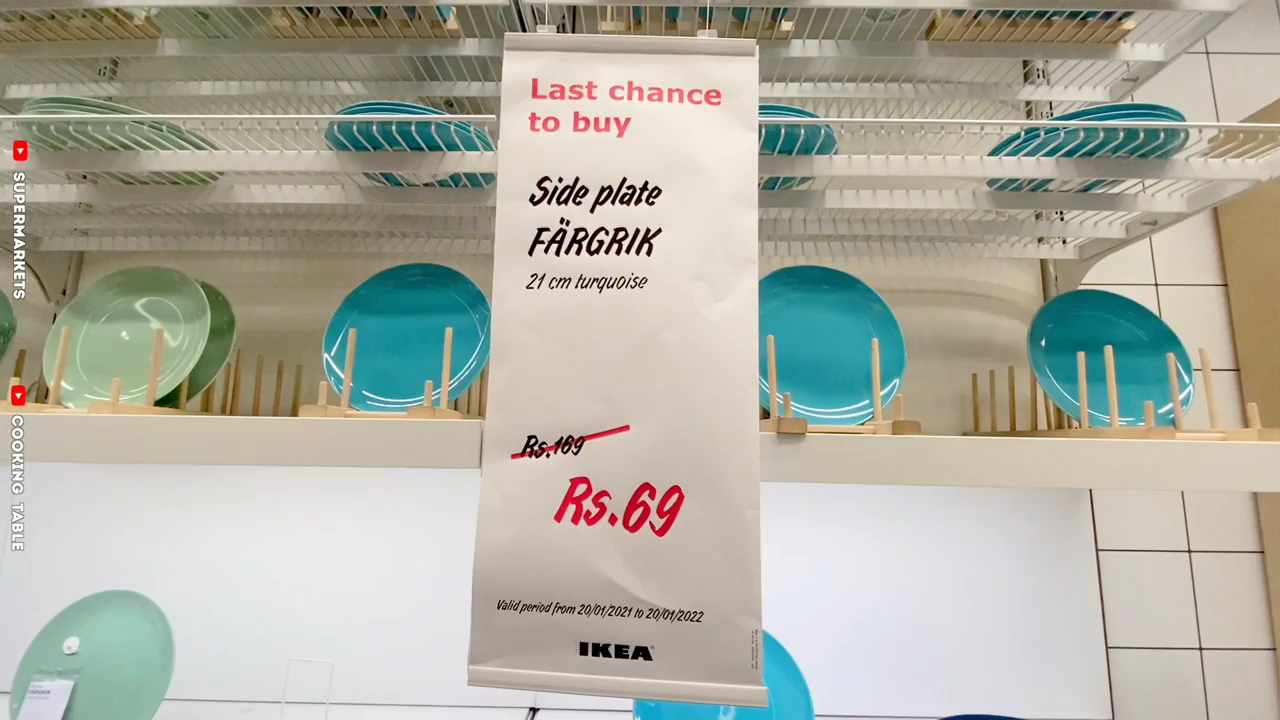 Last chance
to buy
Side plate
FÄRGRIK
21 cm turquoise
Rs.169
Rs.69
Valid period from 20/01/2021 to 20/01/2022
IKEA
SUPERMARKETS
COOKING TABLE
FÄRGRIK